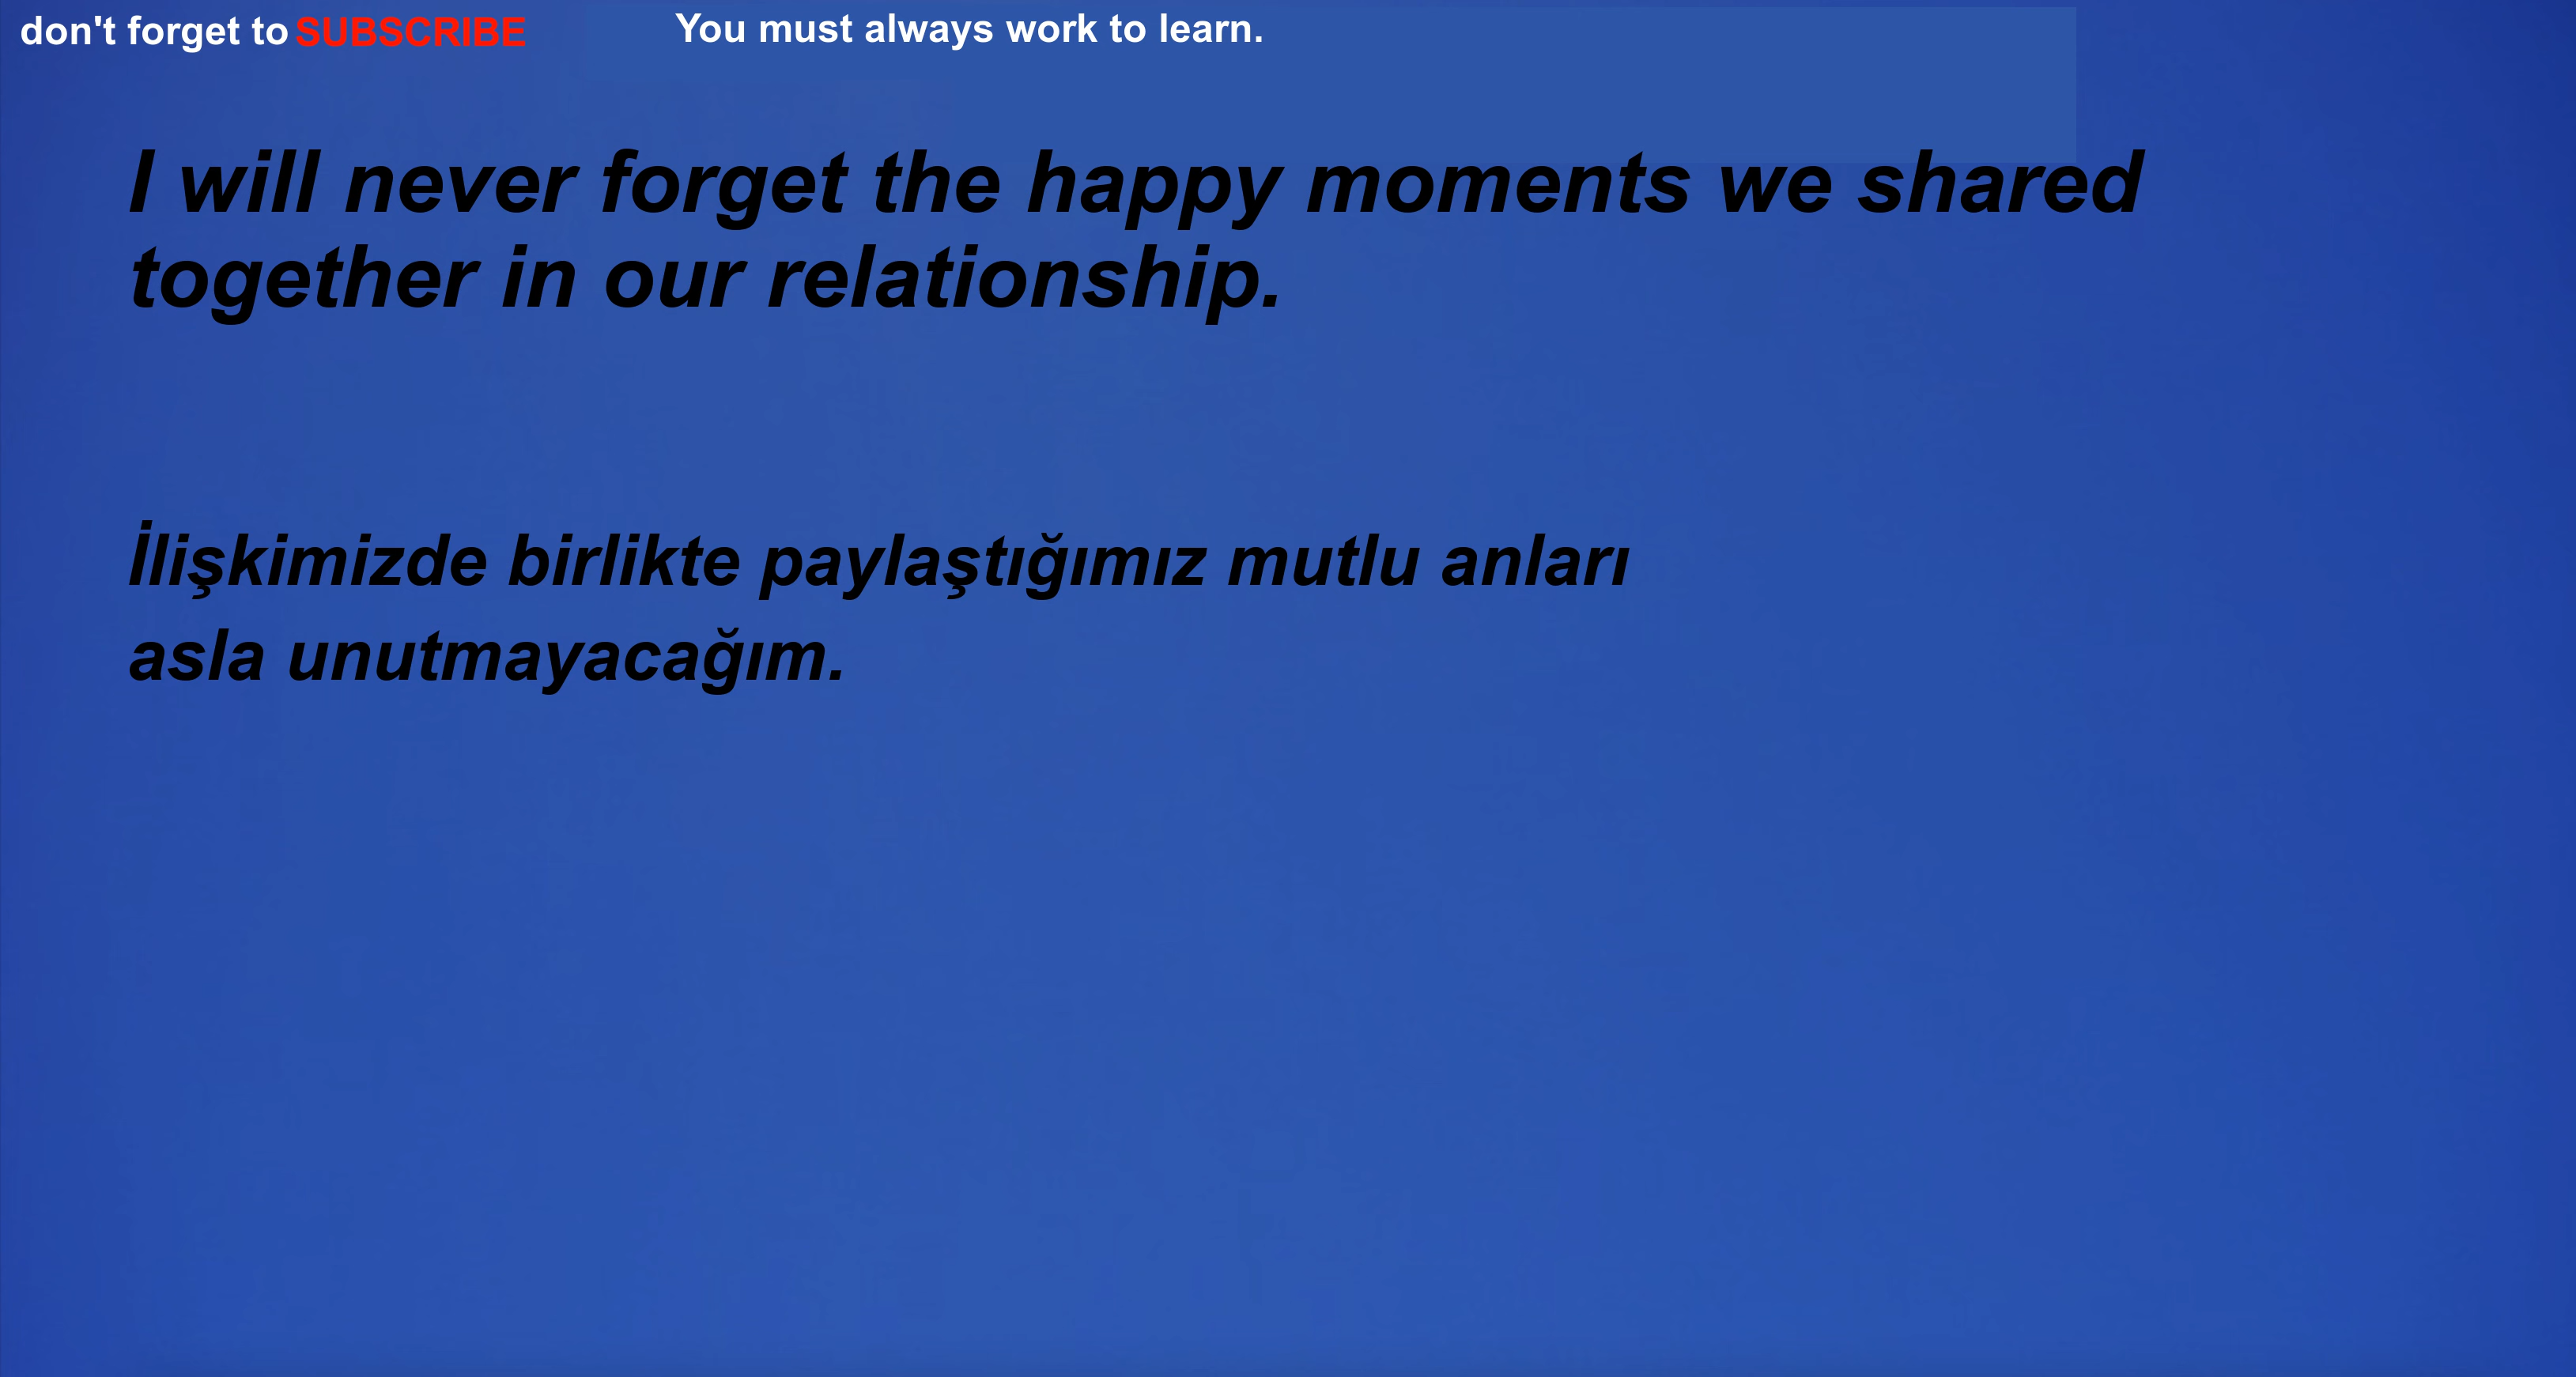 don't forget to SUBSCRIBE
You must always work to learn.
I will never forget the happy moments we shared
together in our relationship.
İlişkimizde birlikte paylaştığımız mutlu anları
asla unutmayacağım.